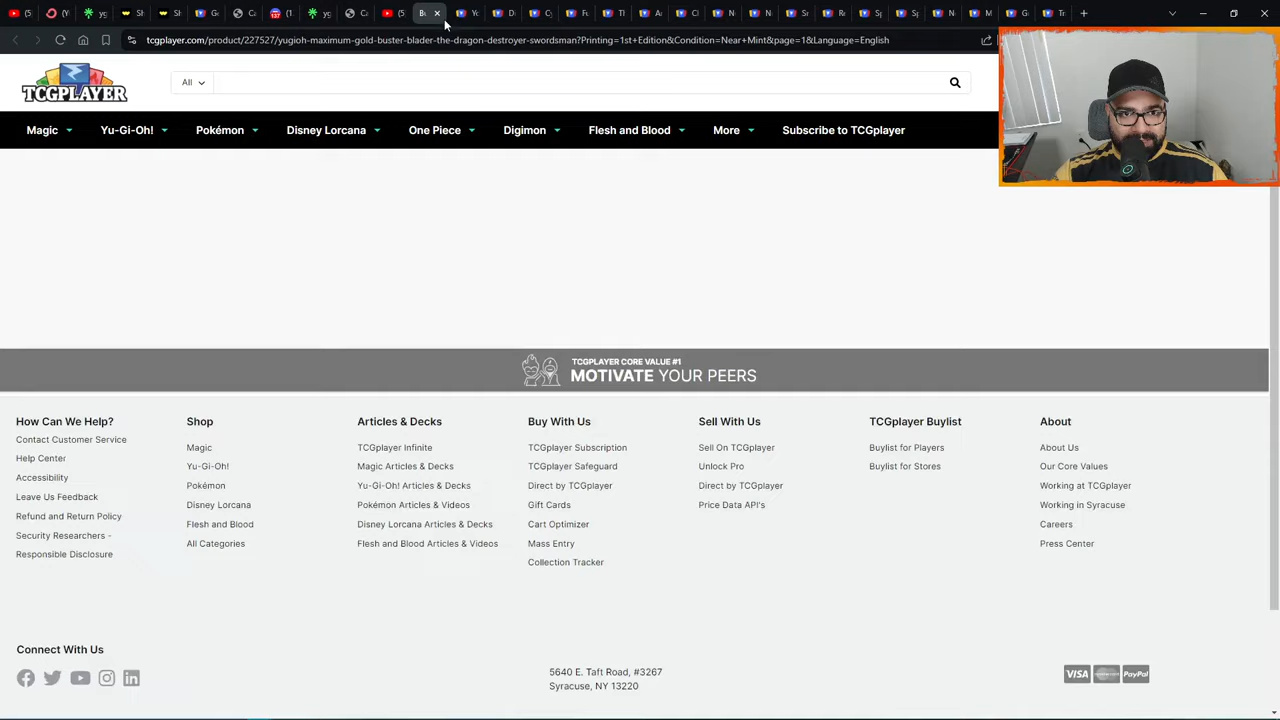 tcgplayer.com/product/227527/yugioh-maximum-gold-buster-blader-the-dragon-destroyer-swordsman?Printing=1st+Edition&Condition=Near+Mint&page=1&Language=English
TCGPLAYER
All
Magic Yu-Gi-Oh! Pokémon Disney Lorcana One Piece Digimon Flesh and Blood More Subscribe to TCGplayer
TCGPLAYER CORE VALUE #1
MOTIVATE YOUR PEERS
How Can We Help?
Contact Customer Service
Help Center
Accessibility
Leave Us Feedback
Refund and Return Policy
Security Researchers -
Responsible Disclosure
Shop
Magic
Yu-Gi-Oh!
Pokémon
Disney Lorcana
Flesh and Blood
All Categories
Articles & Decks
TCGplayer Infinite
Magic Articles & Decks
Yu-Gi-Oh! Articles & Decks
Pokémon Articles & Videos
Disney Lorcana Articles & Decks
Flesh and Blood Articles & Videos
Buy With Us
TCGplayer Subscription
TCGplayer Safeguard
Direct by TCGplayer
Gift Cards
Cart Optimizer
Mass Entry
Collection Tracker
Sell With Us
Sell On TCGplayer
Unlock Pro
Direct by TCGplayer
Price Data API's
TCGplayer Buylist
Buylist for Players
Buylist for Stores
About
About Us
Our Core Values
Working at TCGplayer
Working in Syracuse
Careers
Press Center
Connect With Us
5640 E. Taft Road, #3267
Syracuse, NY 13220
VISA
PayPal